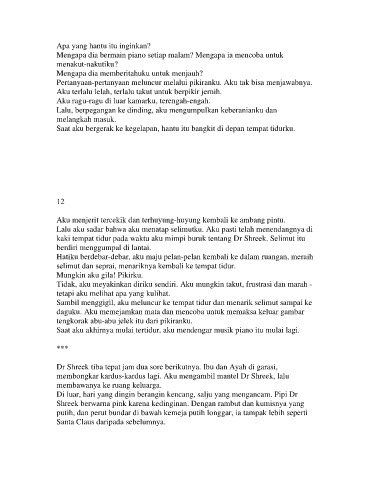 Apa yang hantu itu inginkan?
Mengapa dia bermain piano setiap malam? Mengapa ia mencoba untuk
menakut-nakutiku?
Mengapa dia memberitahuku untuk menjauh?
Pertanyaan-pertanyaan meluncur melalui pikiranku. Aku tak bisa menjawabnya.
Aku terlalu lelah, terlalu takut untuk berpikir jernih.
Aku ragu-ragu di luar kamarku, terengah-engah.
Lalu, berpegangan ke dinding, aku mengumpulkan keberanianku dan
melangkah masuk.
Saat aku bergerak ke kegelapan, hantu itu bangkit di depan tempat tidurku.
12
Aku menjerit tercekik dan terhuyung-huyung kembali ke ambang pintu.
Lalu aku sadar bahwa aku menatap selimutku. Aku pasti telah menendangnya di
kaki tempat tidur pada waktu aku mimpi buruk tentang Dr Shreek. Selimut itu
berdiri menggumpal di lantai.
Hatiku berdebar-debar, aku maju pelan-pelan kembali ke dalam ruangan, meraih
selimut dan seprai, menariknya kembali ke tempat tidur.
Mungkin aku gila! Pikirku.
Tidak, aku meyakinkan diriku sendiri. Aku mungkin takut, frustrasi dan marah -
tetapi aku melihat apa yang kulihat.
Sambil menggigil, aku meluncur ke tempat tidur dan menarik selimut sampai ke
daguku. Aku memejamkan mata dan mencoba untuk memaksa keluar gambar
tengkorak abu-abu jelek itu dari pikiranku.
Saat aku akhirnya mulai tertidur, aku mendengar musik piano itu mulai lagi.
***
Dr Shreek tiba tepat jam dua sore berikutnya. Ibu dan Ayah di garasi,
membongkar kardus-kardus lagi. Aku mengambil mantel Dr Shreek, lalu
membawanya ke ruang keluarga.
Di luar, hari yang dingin berangin kencang, salju yang mengancam. Pipi Dr
Shreek berwarna pink karena kedinginan. Dengan rambut dan kumisnya yang
putih, dan perut bundar di bawah kemeja putih longgar, ia tampak lebih seperti
Santa Claus daripada sebelumnya.